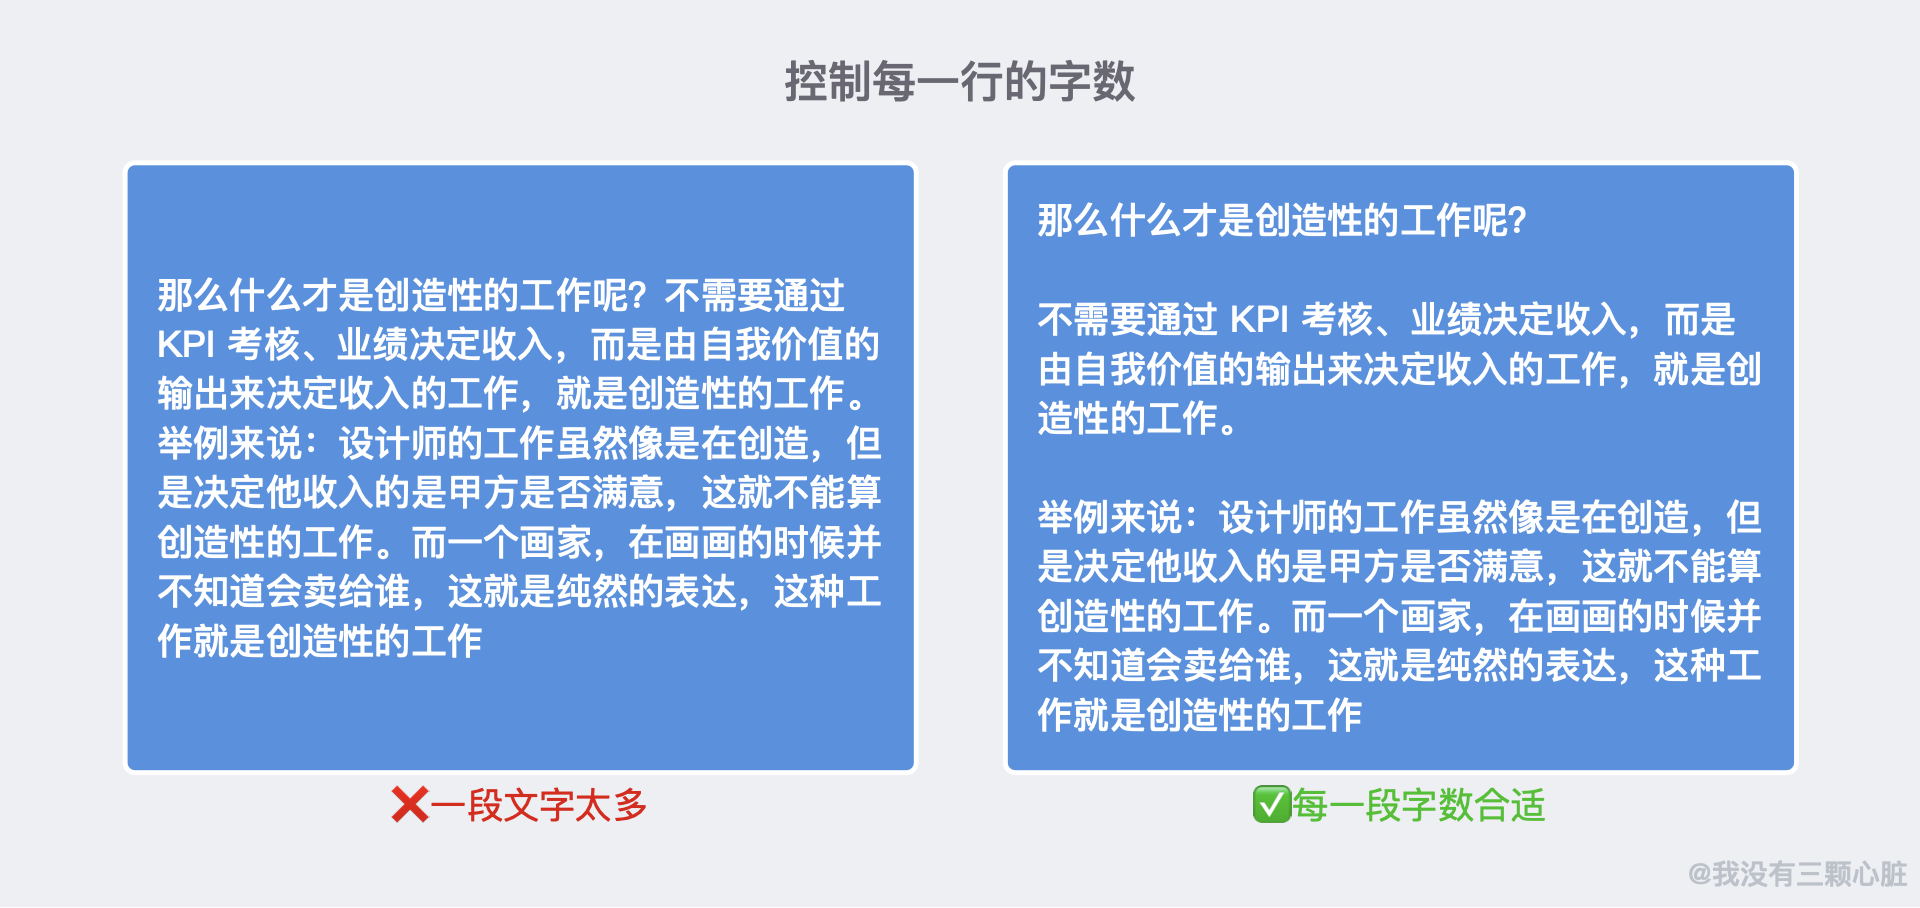 控制每一行的字数
那么什么才是创造性的工作呢？不需要通过
KPI 考核、业绩决定收入，而是由自我价值的
输出来决定收入的工作，就是创造性的工作。
举例来说：设计师的工作虽然像是在创造，但
是决定他收入的是甲方是否满意，这就不能算
创造性的工作。而一个画家，在画画的时候并
不知道会卖给谁，这就是纯然的表达，这种工
作就是创造性的工作
❌一段文字太多
那么什么才是创造性的工作呢？
不需要通过 KPI 考核、业绩决定收入，而是
由自我价值的输出来决定收入的工作，就是创
造性的工作。
举例来说：设计师的工作虽然像是在创造，但
是决定他收入的是甲方是否满意，这就不能算
创造性的工作。而一个画家，在画画的时候并
不知道会卖给谁，这就是纯然的表达，这种工
作就是创造性的工作
✅每一段字数合适
@我没有三颗心脏